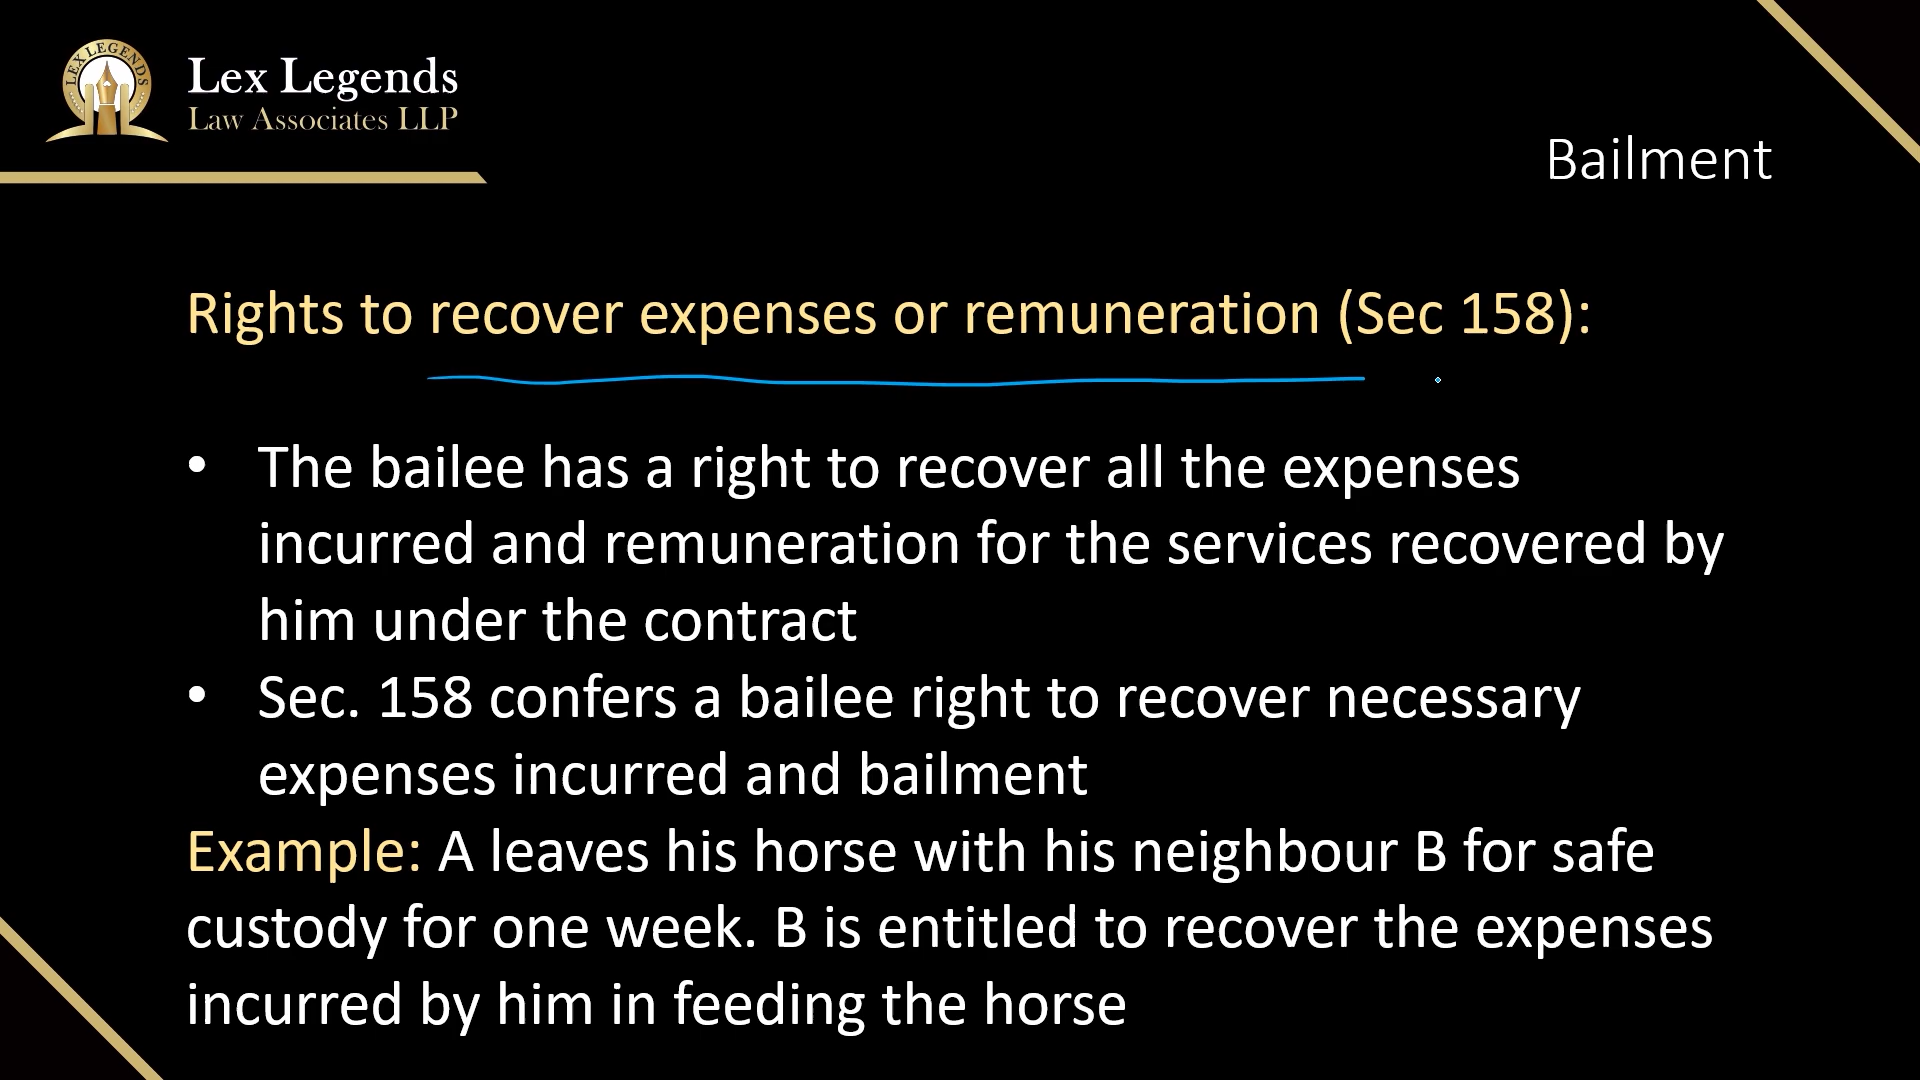 LEX LEGENDS
Lex Legends
Law Associates LLP
Bailment
Rights to recover expenses or remuneration (Sec 158):
• The bailee has a right to recover all the expenses
incurred and remuneration for the services recovered by
him under the contract
• Sec. 158 confers a bailee right to recover necessary
expenses incurred and bailment
Example: A leaves his horse with his neighbour B for safe
custody for one week. B is entitled to recover the expenses
incurred by him in feeding the horse